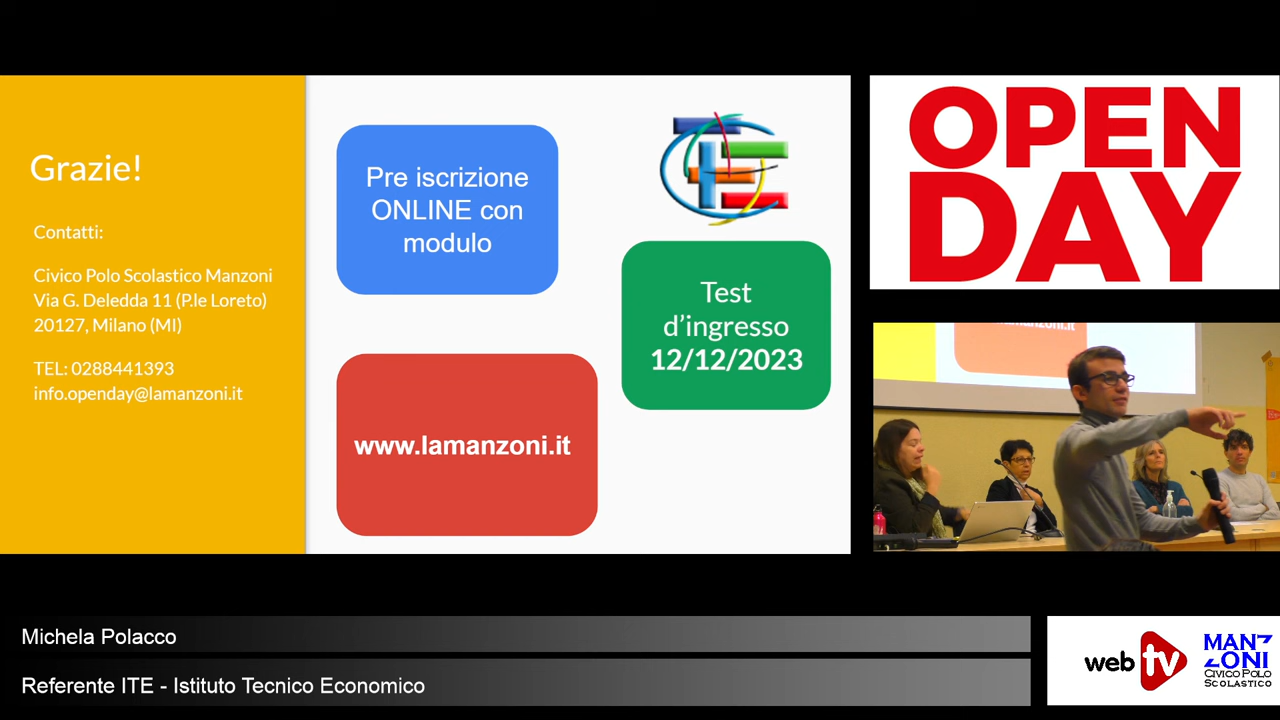 Grazie!
Contatti:
Civico Polo Scolastico Manzoni
Via G. Deledda 11 (P.le Loreto)
20127, Milano (MI)
TEL: 0288441393
info.openday@lamanzoni.it
Pre iscrizione
ONLINE con
modulo
Test
d'ingresso
12/12/2023
www.lamanzoni.it
OPEN
DAY
Michela Polacco
Referente ITE - Istituto Tecnico Economico
web tv
MANZ
ZONI
CIVICO POLO
SCOLASTICO